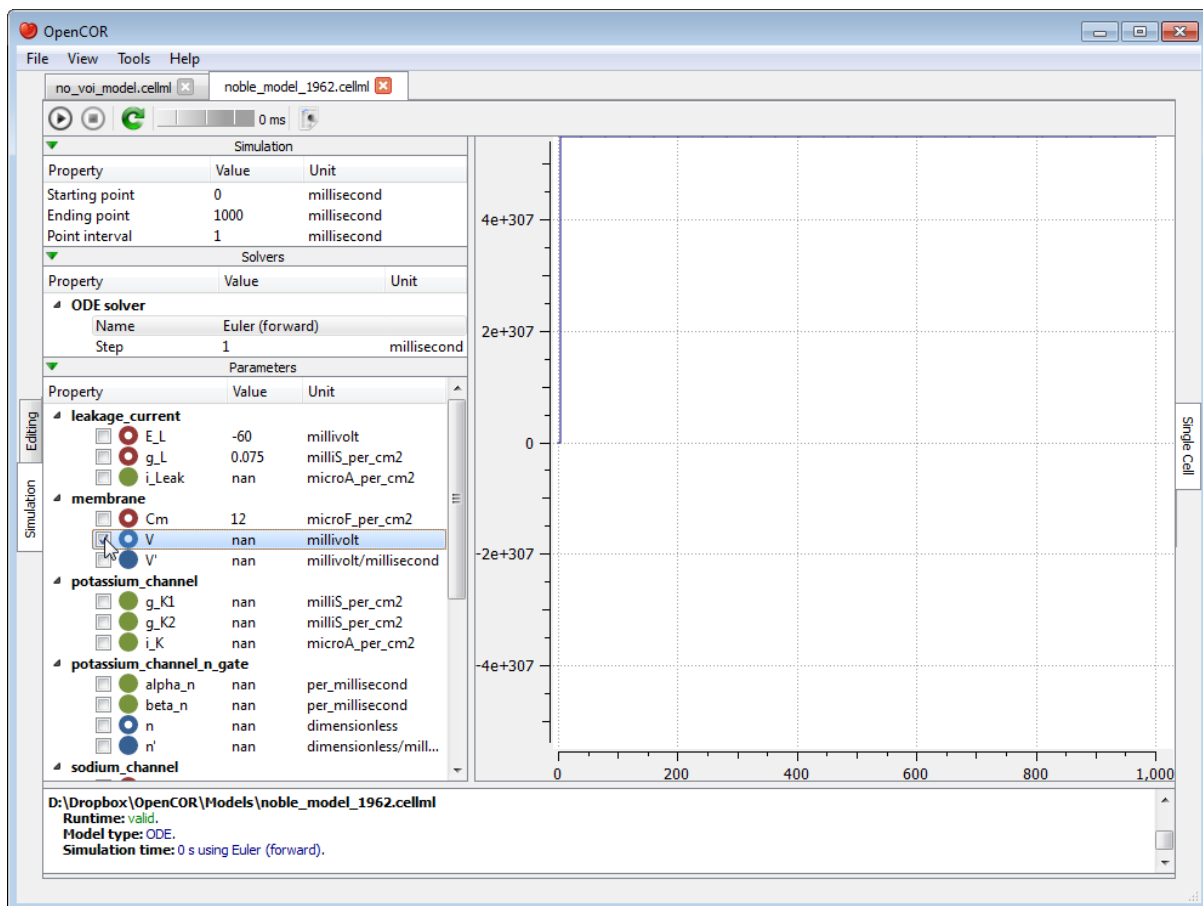 OpenCOR
File View Tools Help
no_voi_model.cellml noble_model_1962.cellml
0 ms
Simulation
Property Value Unit
Starting point 0 millisecond
Ending point 1000 millisecond
Point interval 1 millisecond
Solvers
Property Value Unit
ODE solver
Name Euler (forward)
Step 1 millisecond
Parameters
Property Value Unit
leakage_current
E_L -60 millivolt
g_L 0.075 milliS_per_cm2
i_Leak nan microA_per_cm2
membrane
Cm 12 microF_per_cm2
V nan millivolt
V' nan millivolt/millisecond
potassium_channel
g_K1 nan milliS_per_cm2
g_K2 nan milliS_per_cm2
i_K nan microA_per_cm2
potassium_channel_n_gate
alpha_n nan per_millisecond
beta_n nan per_millisecond
n nan dimensionless
n' nan dimensionless/mill...
sodium_channel
Editing
Simulation
4e+307
2e+307
0
-2e+307
-4e+307
0 200 400 600 800 1,000
Single Cell
D:\Dropbox\OpenCOR\Models\noble_model_1962.cellml
Runtime: valid.
Model type: ODE.
Simulation time: 0 s using Euler (forward).